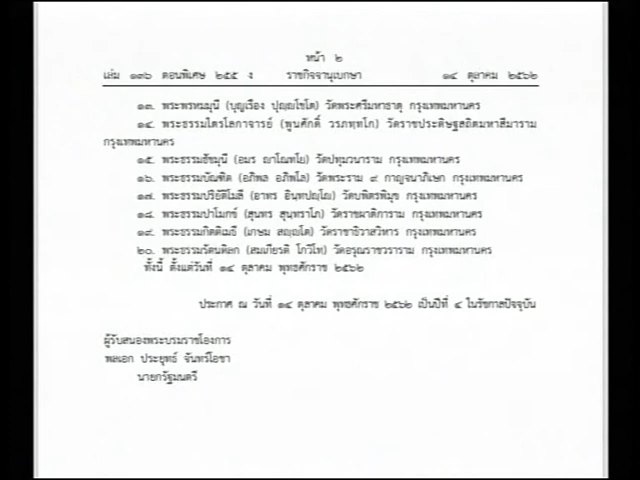 หน้า ๒
เล่ม ๑๓๖ ตอนพิเศษ ๒๕๕ ง ราชกิจจานุเบกษา ๑๔ ตุลาคม ๒๕๖๒
๑๓. พระพรหมมุนี (บุญเรือง ปุญฺญโชโต) วัดพระศรีมหาธาตุ กรุงเทพมหานคร
๑๔. พระธรรมไตรโลกาจารย์ (พูนศักดิ์ วรภทฺทโก) วัดราชประดิษฐสถิตมหาสีมาราม
กรุงเทพมหานคร
๑๕. พระธรรมธัชมุนี (อมร ญาโณทโย) วัดปทุมวนาราม กรุงเทพมหานคร
๑๖. พระธรรมบัณฑิต (อภิพล อภิพโล) วัดพระราม ๙ กาญจนาภิเษก กรุงเทพมหานคร
๑๗. พระธรรมปริยัติโมลี (อาทร อินฺทปญฺโญ) วัดบพิตรพิมุข กรุงเทพมหานคร
๑๘. พระธรรมปาโมกข์ (สุนทร สุนฺทราโภ) วัดราชผาติการาม กรุงเทพมหานคร
๑๙. พระธรรมกิตติเมธี (เกษม สญฺญโต) วัดราชาธิวาสวิหาร กรุงเทพมหานคร
๒๐. พระธรรมรัตนดิลก (สมเกียรติ โกวิโท) วัดอรุณราชวราราม กรุงเทพมหานคร
ทั้งนี้ ตั้งแต่วันที่ ๑๔ ตุลาคม พุทธศักราช ๒๕๖๒
ประกาศ ณ วันที่ ๑๔ ตุลาคม พุทธศักราช ๒๕๖๒ เป็นปีที่ ๔ ในรัชกาลปัจจุบัน
ผู้รับสนองพระบรมราชโองการ
พลเอก ประยุทธ์ จันทร์โอชา
นายกรัฐมนตรี